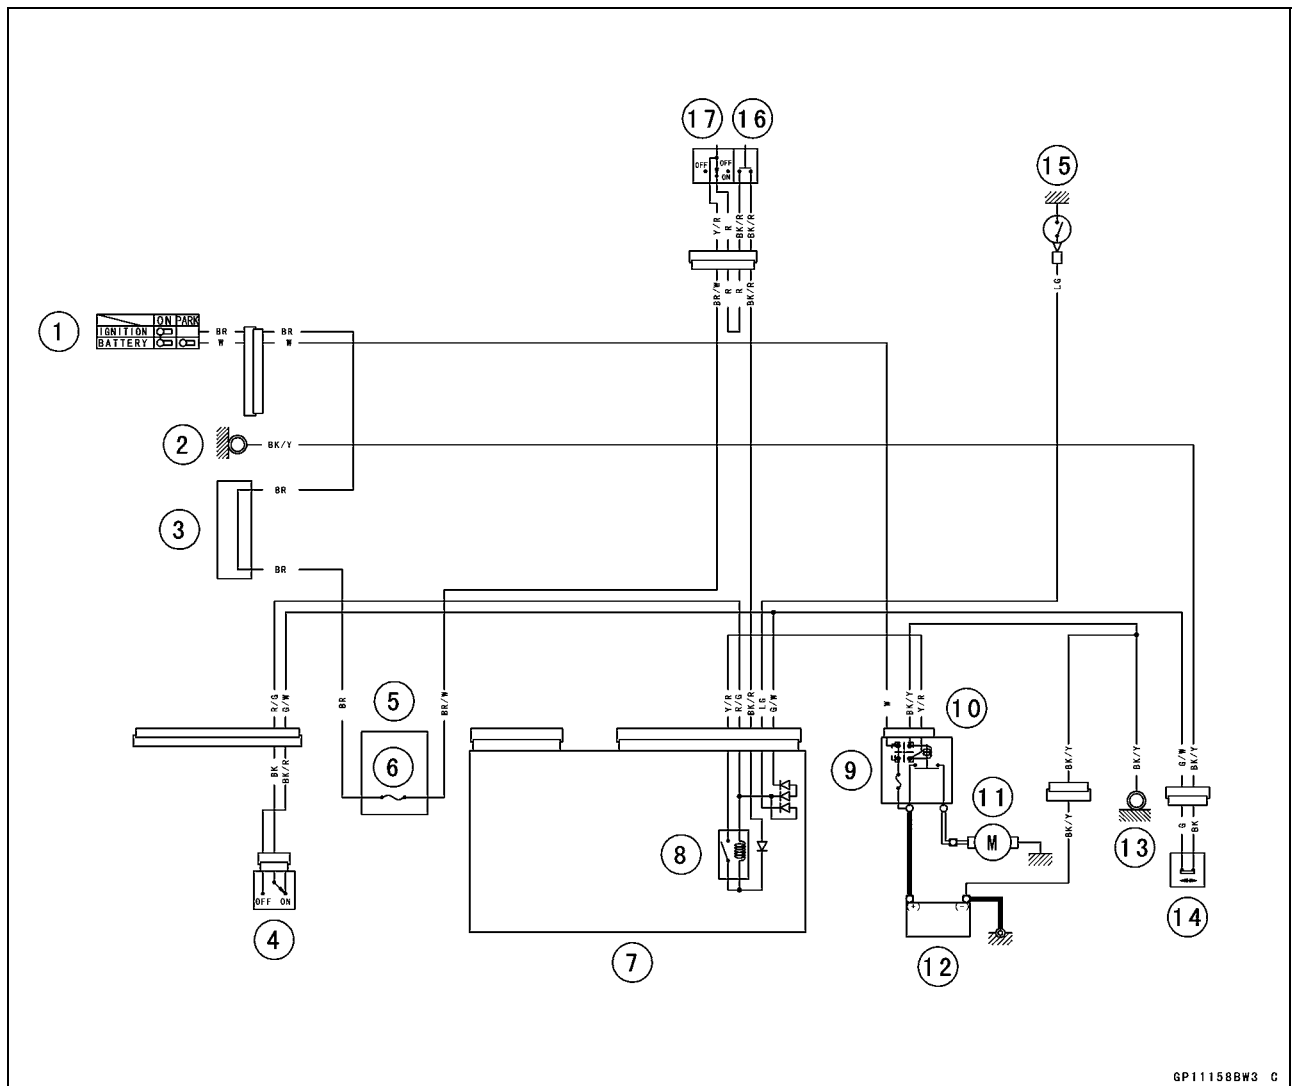 17 16
OFF OFF
ON
15
Y/R R BK/R BK/R
LG
BR/W R R BK/R
1
ON PARK
IGNITION
BATTERY
BR BR
W W
2
BK/Y
BR
3
BR
R/G G/W BR BR/W
5
Y/R R/G BK/R LG G/W
W BK/Y Y/R
10
6
9
BK/Y BK/Y G/W BK/Y
BK BK/R
11
M
BK/Y
13
G BK
8
OFF ON
(+) (-)
4
7
12
14
GP11158BW3 C